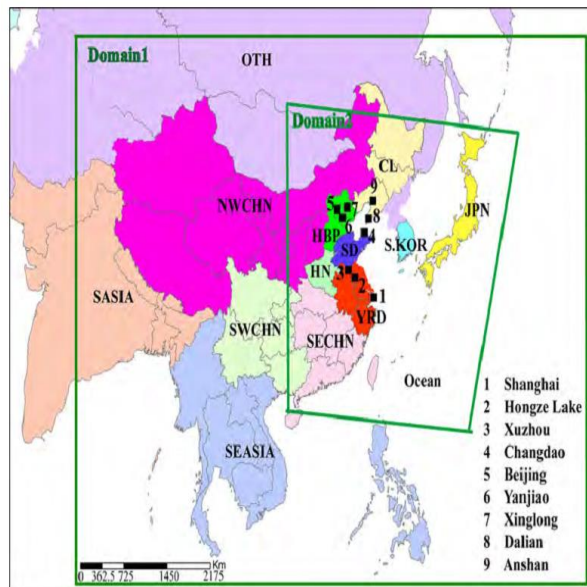 Domain1
OTH
Domain2
CL
9
NWCHN
5
7
JPN
8
6
HBP
4
S.KOR
SD
HN
3
2
SASIA
1
YRD
SWCHN
SECHN
Ocean
SEASIA
1 Shanghai
2 Hongze Lake
3 Xuzhou
4 Changdao
5 Beijing
6 Yanjiao
7 Xinglong
8 Dalian
9 Anshan
Km
0 362.5 725 1450 2175